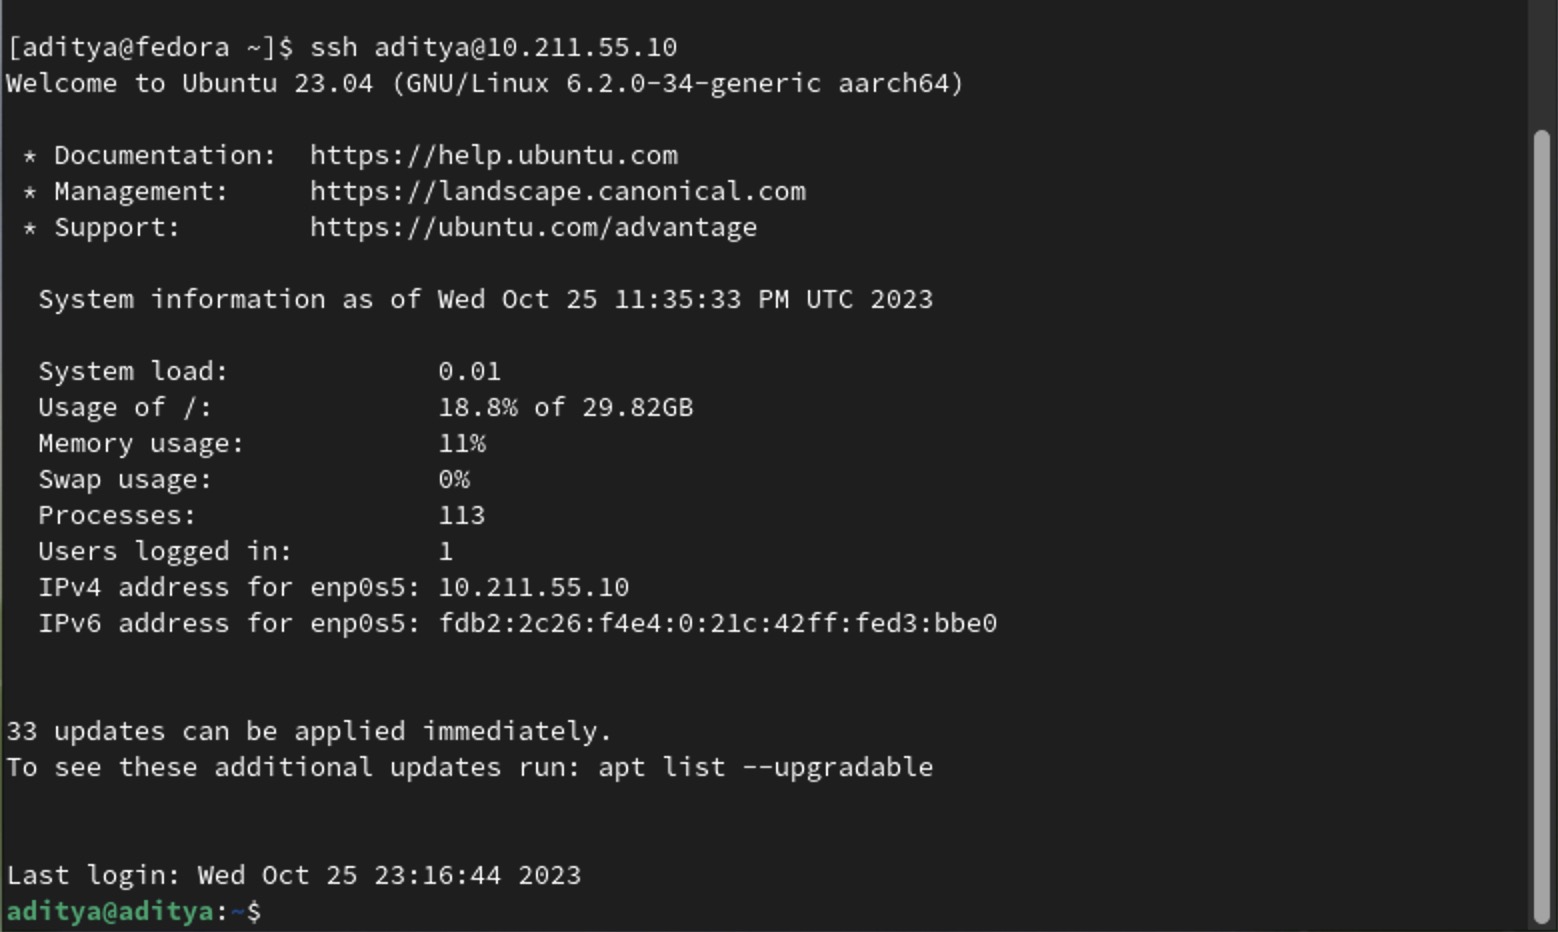 [aditya@fedora ~]$ ssh aditya@10.211.55.10
Welcome to Ubuntu 23.04 (GNU/Linux 6.2.0-34-generic aarch64)
* Documentation:  https://help.ubuntu.com
* Management:     https://landscape.canonical.com
* Support:        https://ubuntu.com/advantage
System information as of Wed Oct 25 11:35:33 PM UTC 2023
System load:             0.01
Usage of /:              18.8% of 29.82GB
Memory usage:            11%
Swap usage:              0%
Processes:               113
Users logged in:         1
IPv4 address for enp0s5: 10.211.55.10
IPv6 address for enp0s5: fdb2:2c26:f4e4:0:21c:42ff:fed3:bbe0
33 updates can be applied immediately.
To see these additional updates run: apt list --upgradable
Last login: Wed Oct 25 23:16:44 2023
aditya@aditya:~$